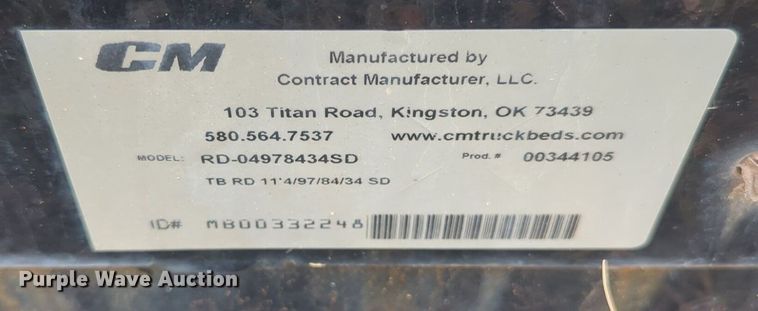 CM
Manufactured by
Contract Manufacturer, LLC.
103 Titan Road, Kingston, OK 73439
580.564.7537 www.cmtruckbeds.com
MODEL: RD-04978434SD Prod. # 00344105
TB RD 11'4/97/84/34 SD
ID# MB00332248
Purple Wave Auction